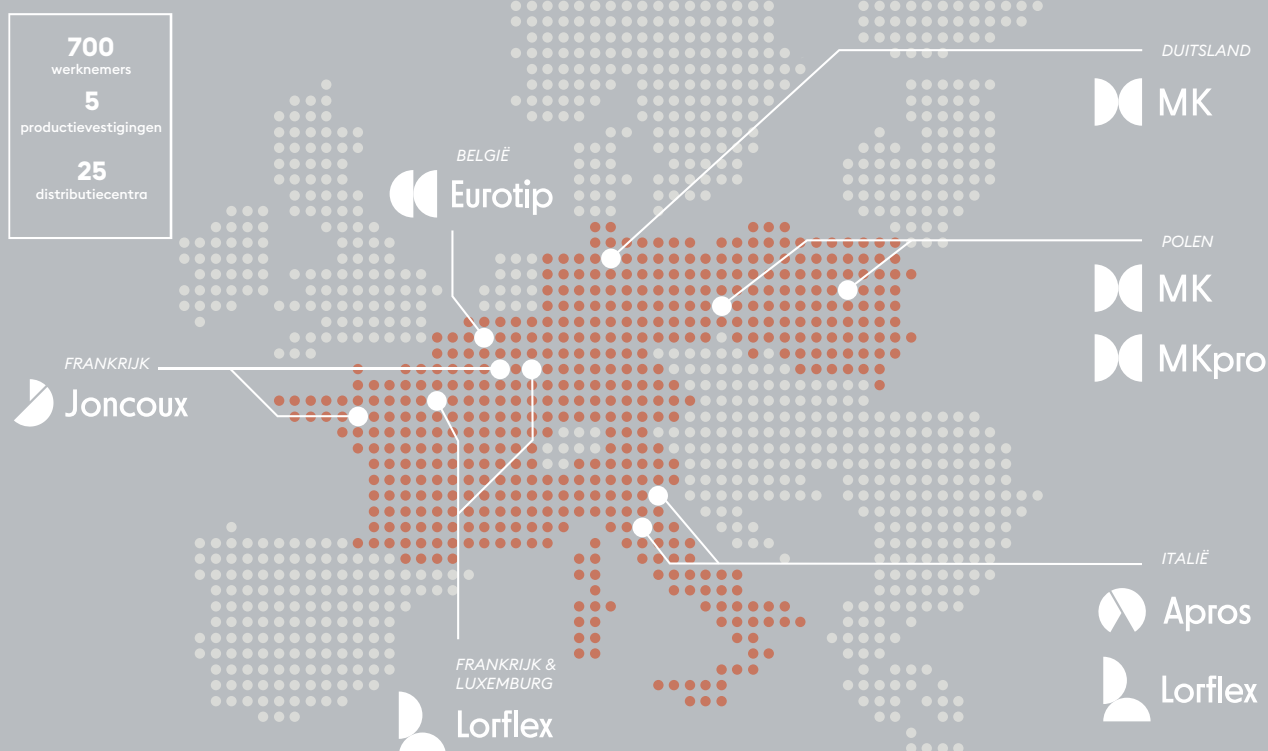 700
werknemers
5
productievestigingen
25
distributiecentra
BELGIË
Eurotip
FRANKRIJK
Joncoux
FRANKRIJK &
LUXEMBURG
Lorflex
DUITSLAND
MK
POLEN
MK
MKpro
ITALIË
Apros
Lorflex